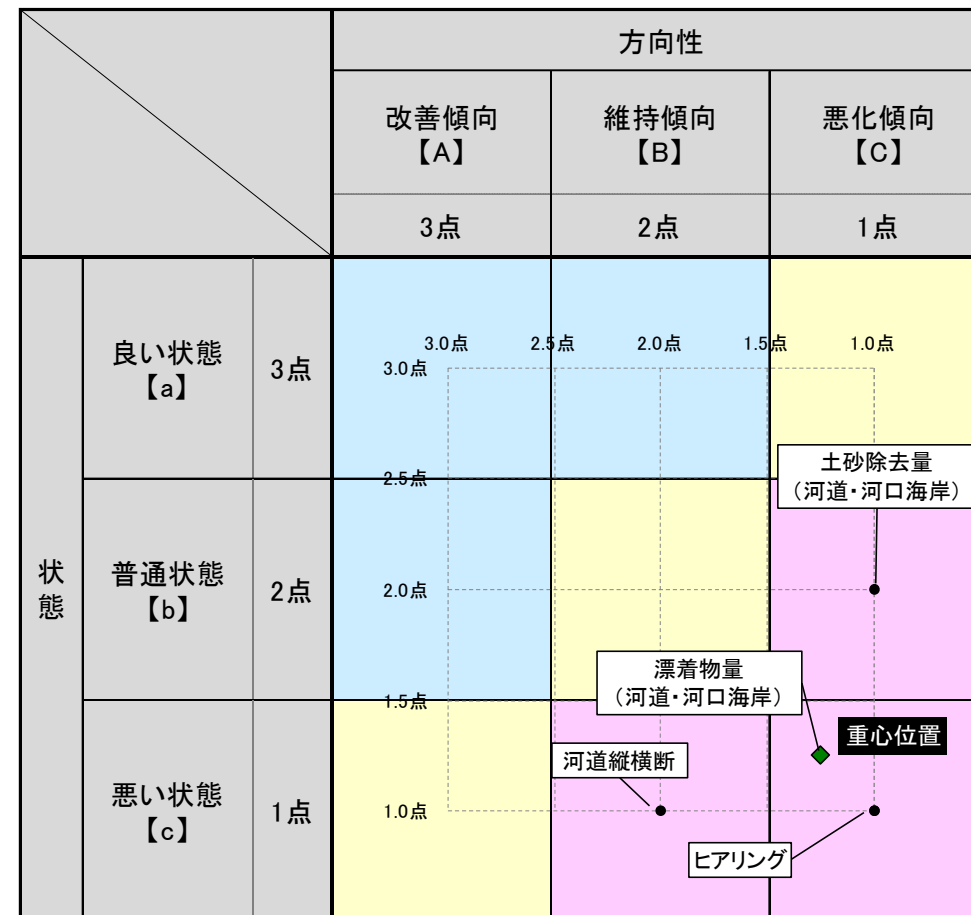 方向性
改善傾向
【A】
維持傾向
【B】
悪化傾向
【C】
3点
2点
1点
状態
良い状態
【a】
3点
普通状態
【b】
2点
悪い状態
【c】
1点
3.0点
2.5点
2.0点
1.5点
1.0点
3.0点
2.5点
2.0点
1.5点
1.0点
土砂除去量
（河道・河口海岸）
漂着物量
（河道・河口海岸）
重心位置
河道縦横断
ヒアリング